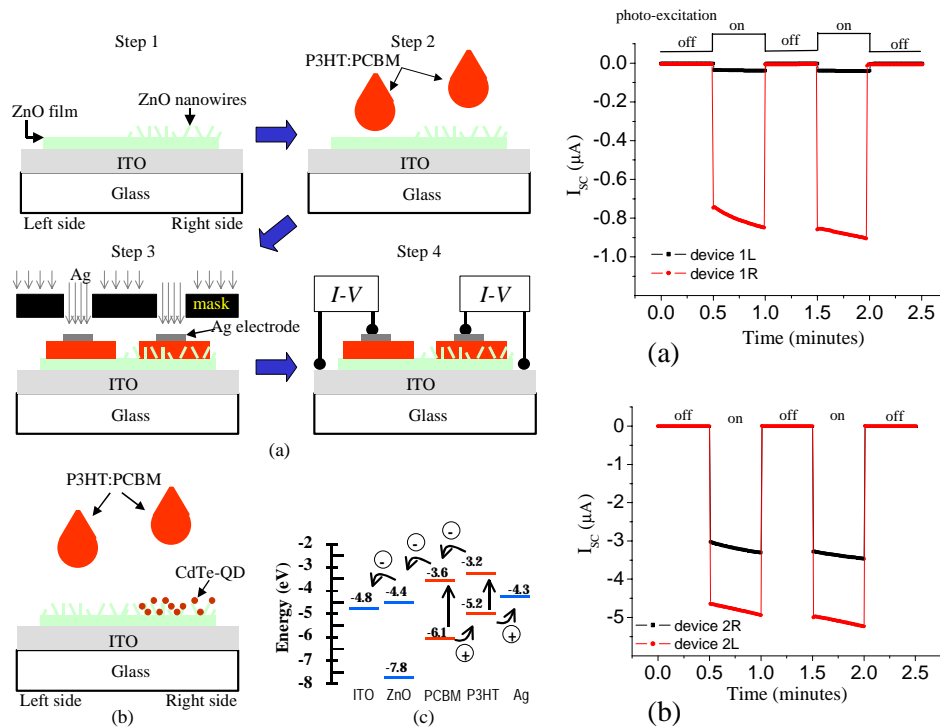 Step 1
Step 2
P3HT:PCBM
ZnO film
ZnO nanowires
ITO
Glass
Left side
Right side
ITO
Glass
Step 3
Step 4
Ag
mask
Ag electrode
ITO
Glass
I-V
I-V
ITO
Glass
(a)
P3HT:PCBM
CdTe-QD
ITO
Glass
Left side
Right side
(b)
Energy (eV)
-2
-3
-4
-5
-6
-7
-8
-4.8
-4.4
-7.8
-3.6
-6.1
-3.2
-5.2
-4.3
-
-
-
+
+
ITO ZnO PCBM P3HT Ag
(c)
photo-excitation
off on off on off
0.0
-0.2
-0.4
-0.6
-0.8
-1.0
ISC (µA)
device 1L
device 1R
0.0 0.5 1.0 1.5 2.0 2.5
Time (minutes)
(a)
off on off on off
0
-1
-2
-3
-4
-5
ISC (µA)
device 2R
device 2L
0.0 0.5 1.0 1.5 2.0 2.5
Time (minutes)
(b)